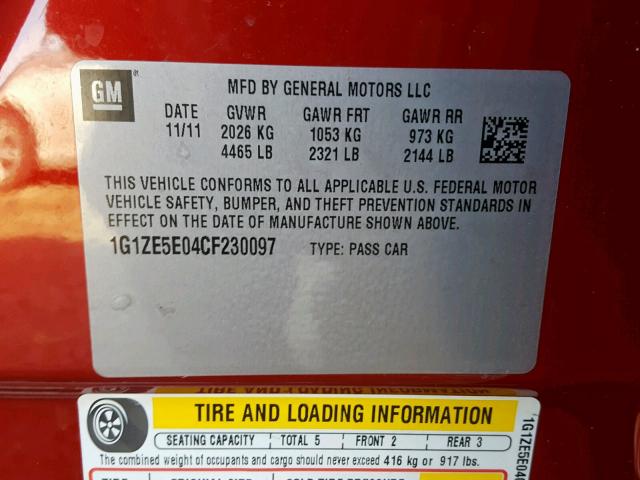 GM
MFD BY GENERAL MOTORS LLC
DATE GVWR GAWR FRT GAWR RR
11/11 2026 KG 1053 KG 973 KG
4465 LB 2321 LB 2144 LB
THIS VEHICLE CONFORMS TO ALL APPLICABLE U.S. FEDERAL MOTOR
VEHICLE SAFETY, BUMPER, AND THEFT PREVENTION STANDARDS IN
EFFECT ON THE DATE OF MANUFACTURE SHOWN ABOVE.
1G1ZE5E04CF230097 TYPE: PASS CAR
TIRE AND LOADING INFORMATION
SEATING CAPACITY TOTAL 5 FRONT 2 REAR 3
The combined weight of occupants and cargo should never exceed 416 kg or 917 lbs.
1G1ZE5E04